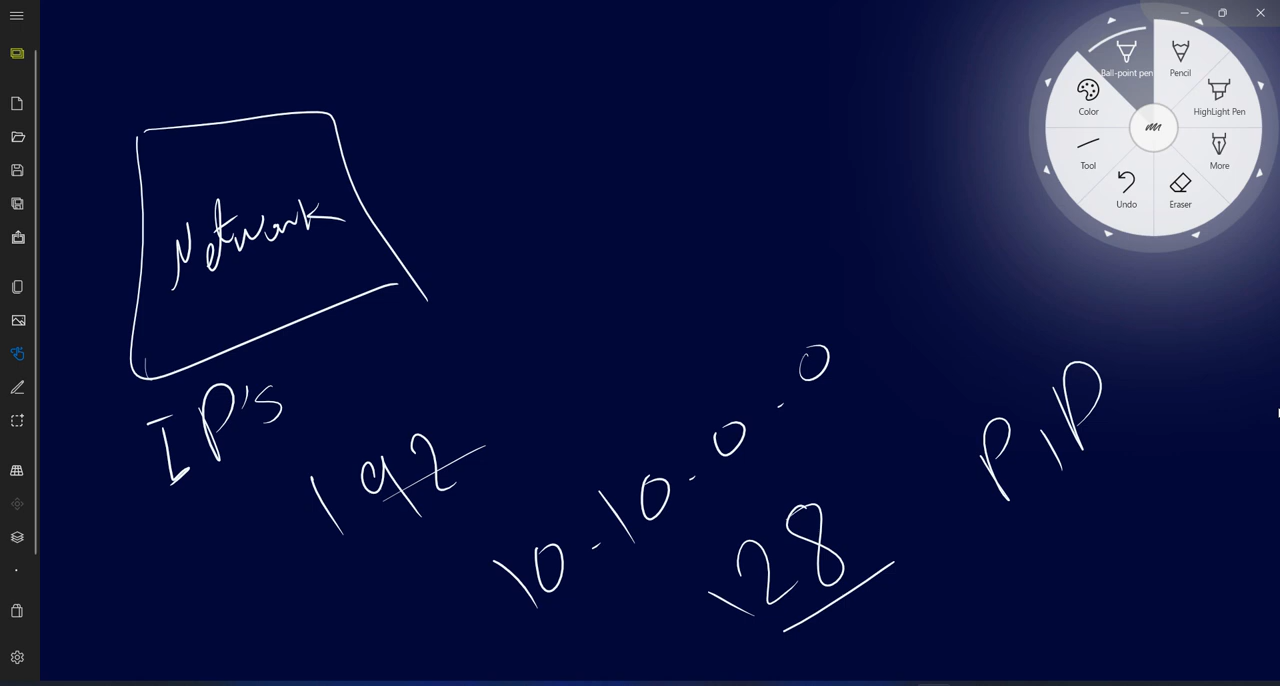 Ball-point pen
Pencil
Color
HighLight Pen
Tool
More
Undo
Eraser
Network
IP's
192
10.10.0.0
128
PIP